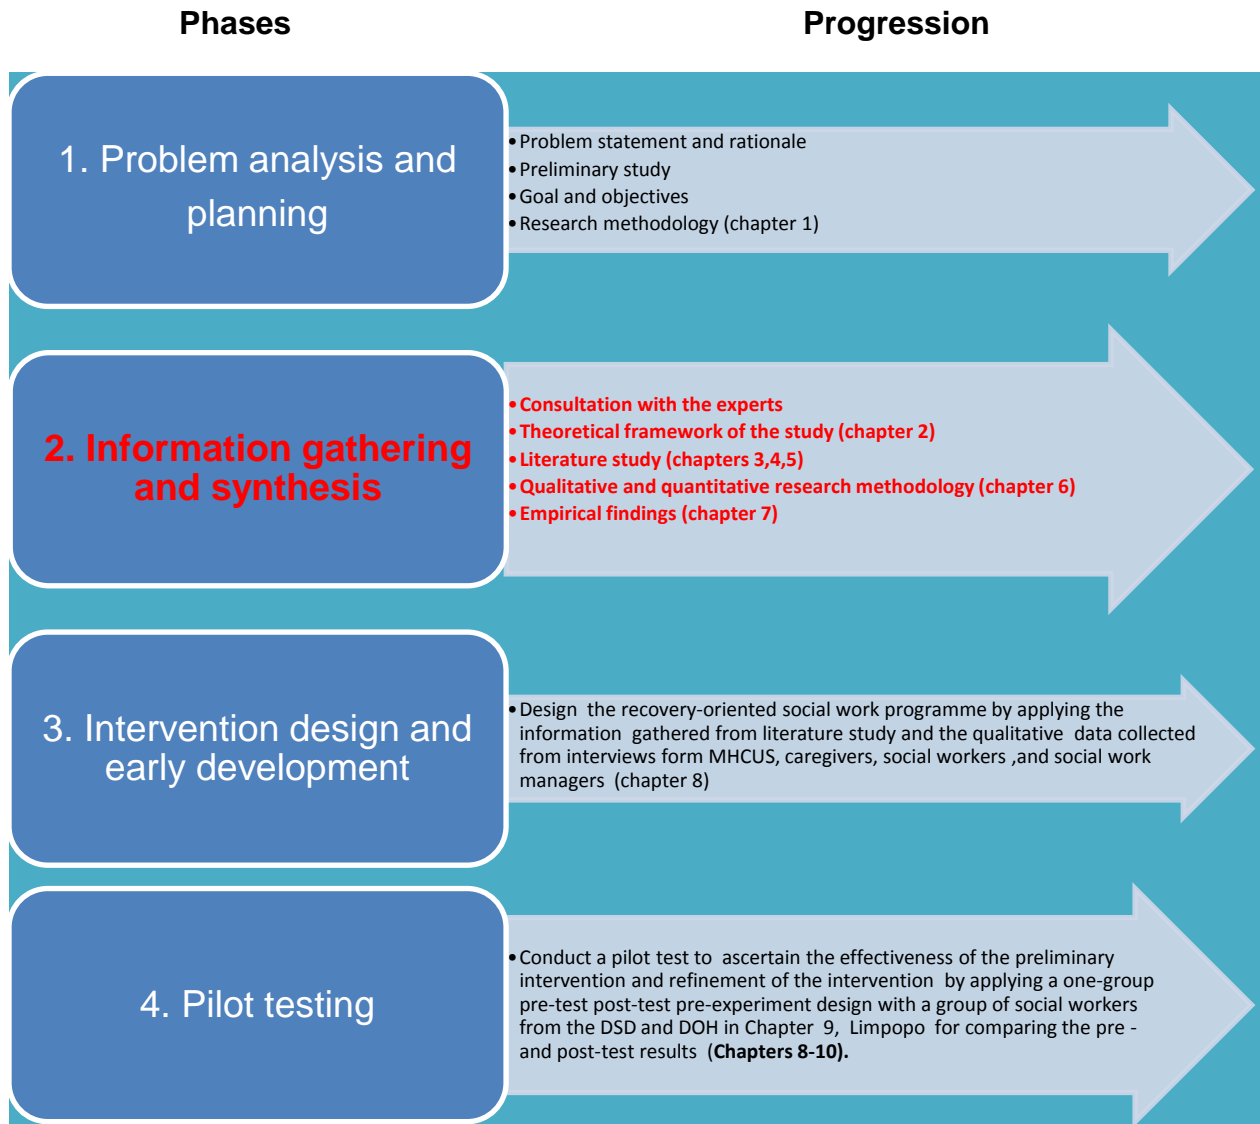 Phases
Progression
1. Problem analysis and
planning
•Problem statement and rationale
•Preliminary study
•Goal and objectives
•Research methodology (chapter 1)
2. Information gathering
and synthesis
•Consultation with the experts
•Theoretical framework of the study (chapter 2)
•Literature study (chapters 3,4,5)
•Qualitative and quantitative research methodology (chapter 6)
•Empirical findings (chapter 7)
3. Intervention design and
early development
•Design the recovery-oriented social work programme by applying the
information gathered from literature study and the qualitative data collected
from interviews form MHCUS, caregivers, social workers ,and social work
managers (chapter 8)
4. Pilot testing
•Conduct a pilot test to ascertain the effectiveness of the preliminary
intervention and refinement of the intervention by applying a one-group
pre-test post-test pre-experiment design with a group of social workers
from the DSD and DOH in Chapter 9, Limpopo for comparing the pre -
and post-test results (Chapters 8-10).